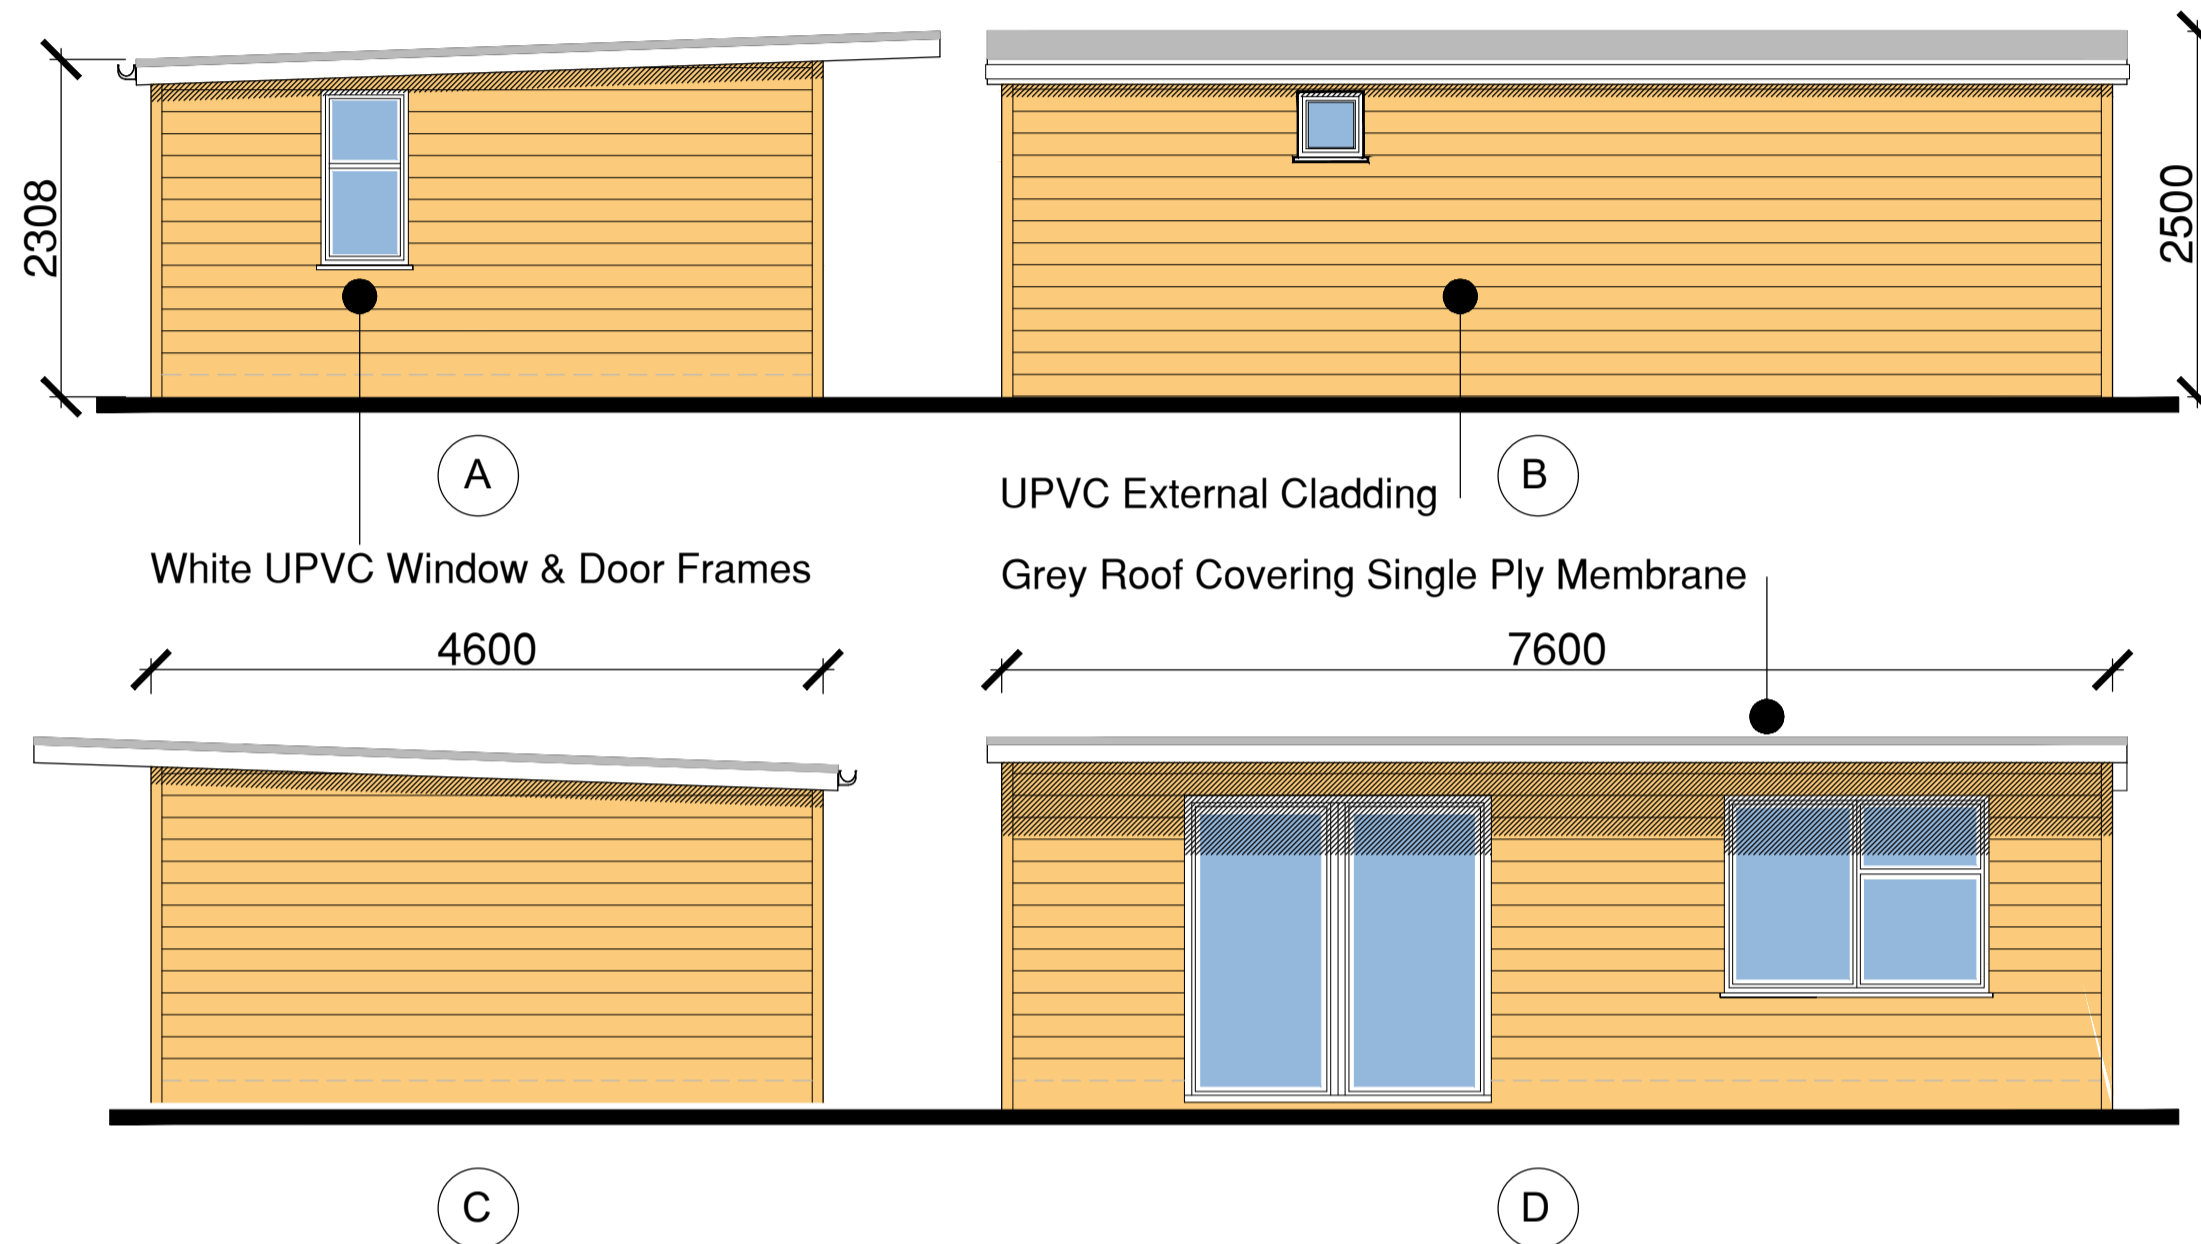 2308
2500
A
B
UPVC External Cladding
White UPVC Window & Door Frames
Grey Roof Covering Single Ply Membrane
4600
7600
C
D